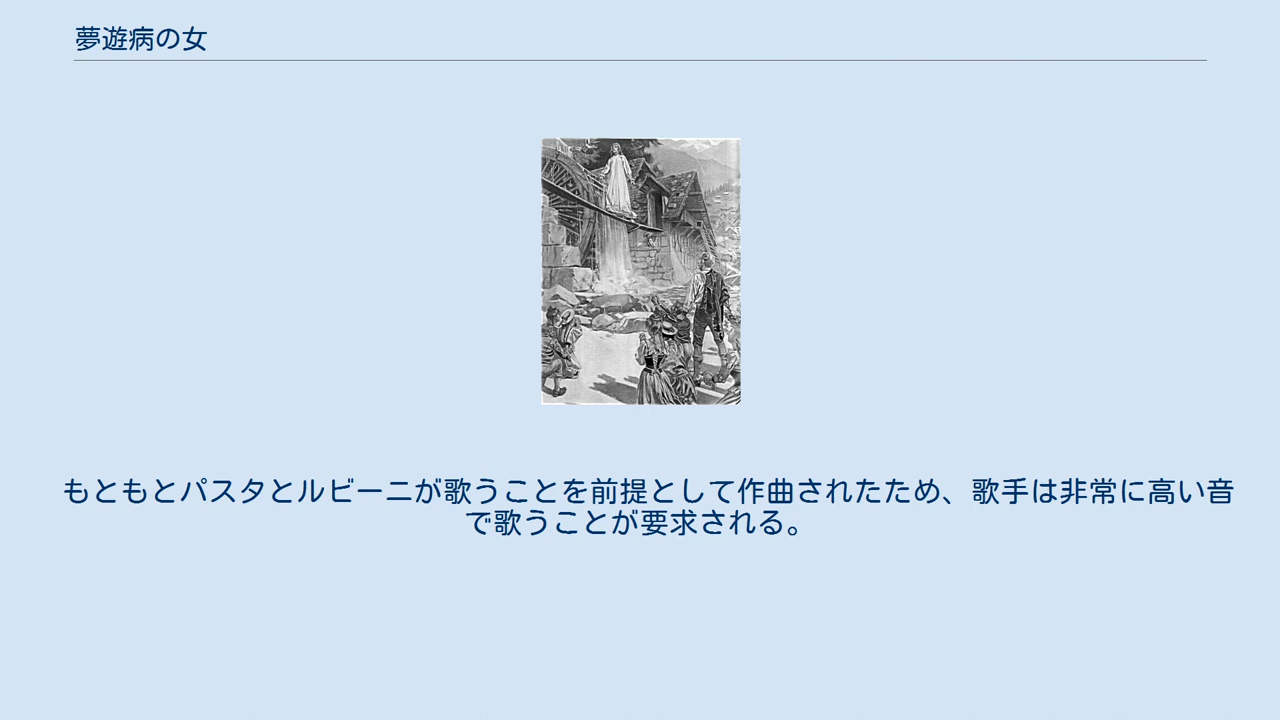 夢遊病の女
もともとパスタとルビーニが歌うことを前提として作曲されたため、歌手は非常に高い音
で歌うことが要求される。